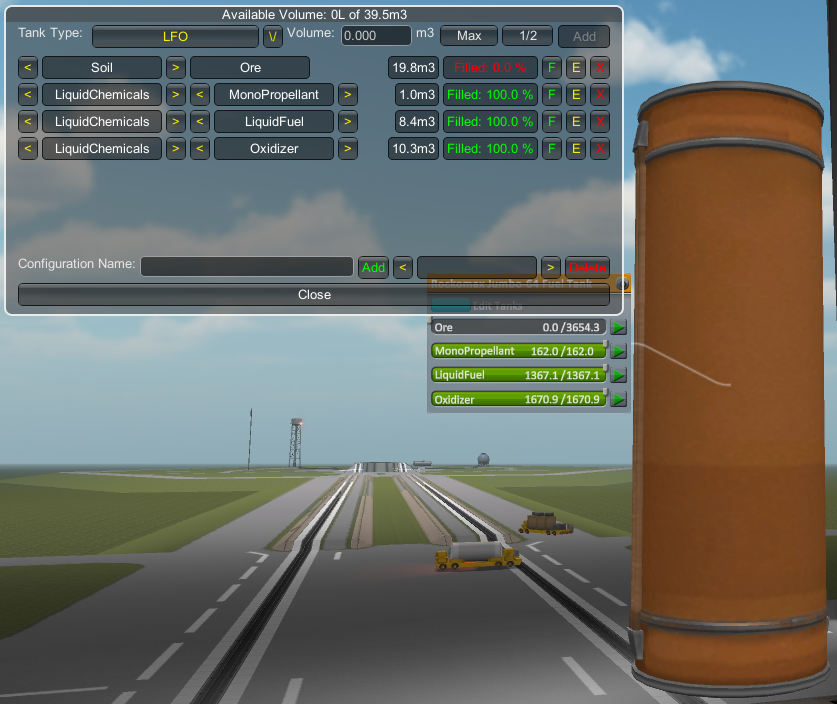 Available Volume: 0L of 39.5m3
Tank Type: LFO \/ Volume: 0.000 m3 Max 1/2 Add
< Soil > Ore 19.8m3 Filled: 0.0 % F E X
< LiquidChemicals > < MonoPropellant > 1.0m3 Filled: 100.0 % F E X
< LiquidChemicals > < LiquidFuel > 8.4m3 Filled: 100.0 % F E X
< LiquidChemicals > < Oxidizer > 10.3m3 Filled: 100.0 % F E X
Configuration Name: Add < > Delete
Rockomax Jumbo-64 Fuel Tank
Close
Edit Tanks
Ore 0.0/3654.3
MonoPropellant 162.0/162.0
LiquidFuel 1367.1/1367.1
Oxidizer 1670.9/1670.9